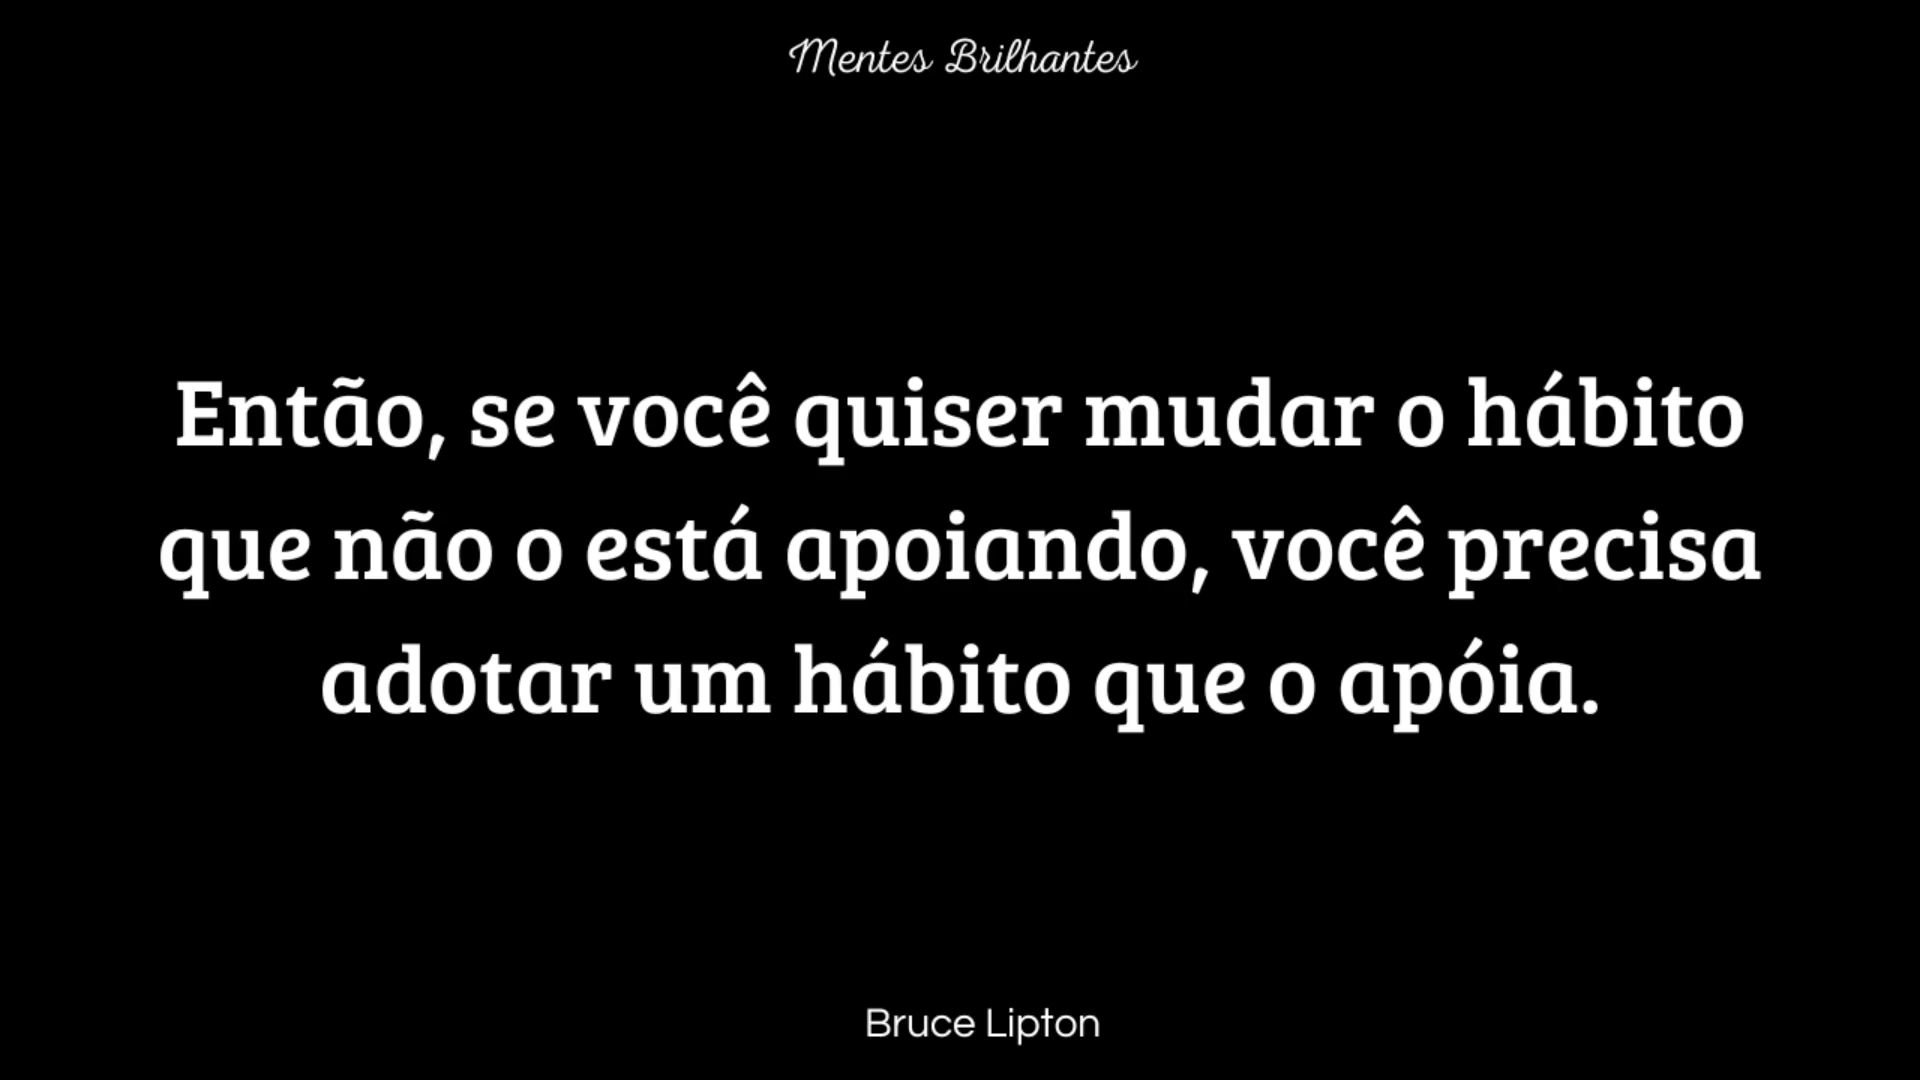 Mentes Brilhantes
Então, se você quiser mudar o hábito
que não o está apoiando, você precisa
adotar um hábito que o apóia.
Bruce Lipton